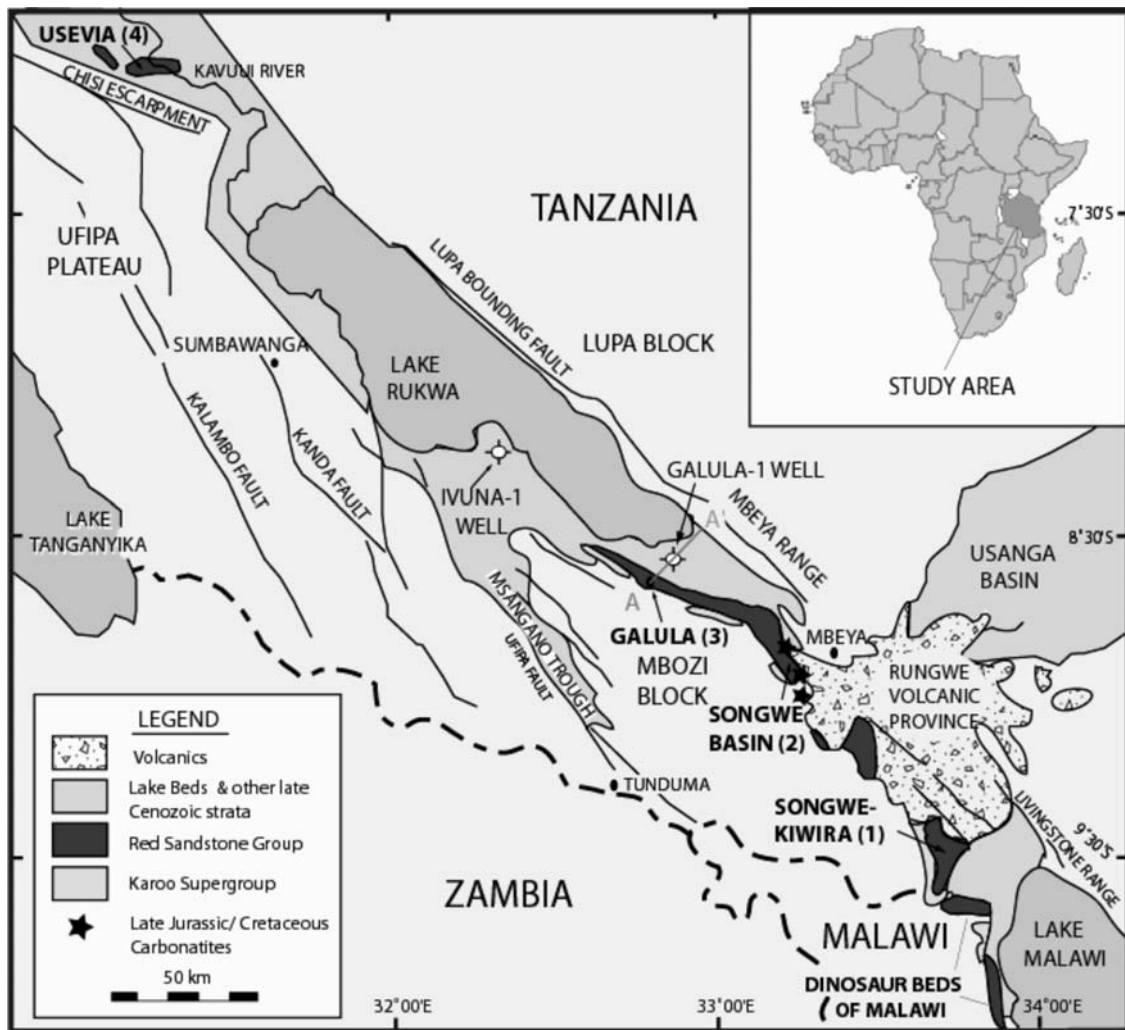 USEVIA (4)
KAVUUI RIVER
CHISI ESCARPMENT
TANZANIA
7°30'S
UFIPA
PLATEAU
LUPA BOUNDING FAULT
LUPA BLOCK
STUDY AREA
SUMBAWANGA
LAKE
RUKWA
KALAMBO FAULT
KANDA FAULT
IVUNA-1
WELL
GALULA-1 WELL
A'
MBEYA RANGE
LAKE
TANGANYIKA
8°30'S
USANGA
BASIN
MSANGANO TROUGH
UFIPA FAULT
A
GALULA (3)
MBOZI
BLOCK
MBEYA
RUNGWE
VOLCANIC
PROVINCE
SONGWE
BASIN (2)
TUNDUMA
SONGWE-
KIWIRA (1)
LIVINGSTONE RANGE
9°30'S
ZAMBIA
MALAWI
LAKE
MALAWI
DINOSAUR BEDS
OF MALAWI
LEGEND
Volcanics
Lake Beds & other late
Cenozoic strata
Red Sandstone Group
Karoo Supergroup
Late Jurassic/ Cretaceous
Carbonatites
50 km
32°00'E
33°00'E
34°00'E